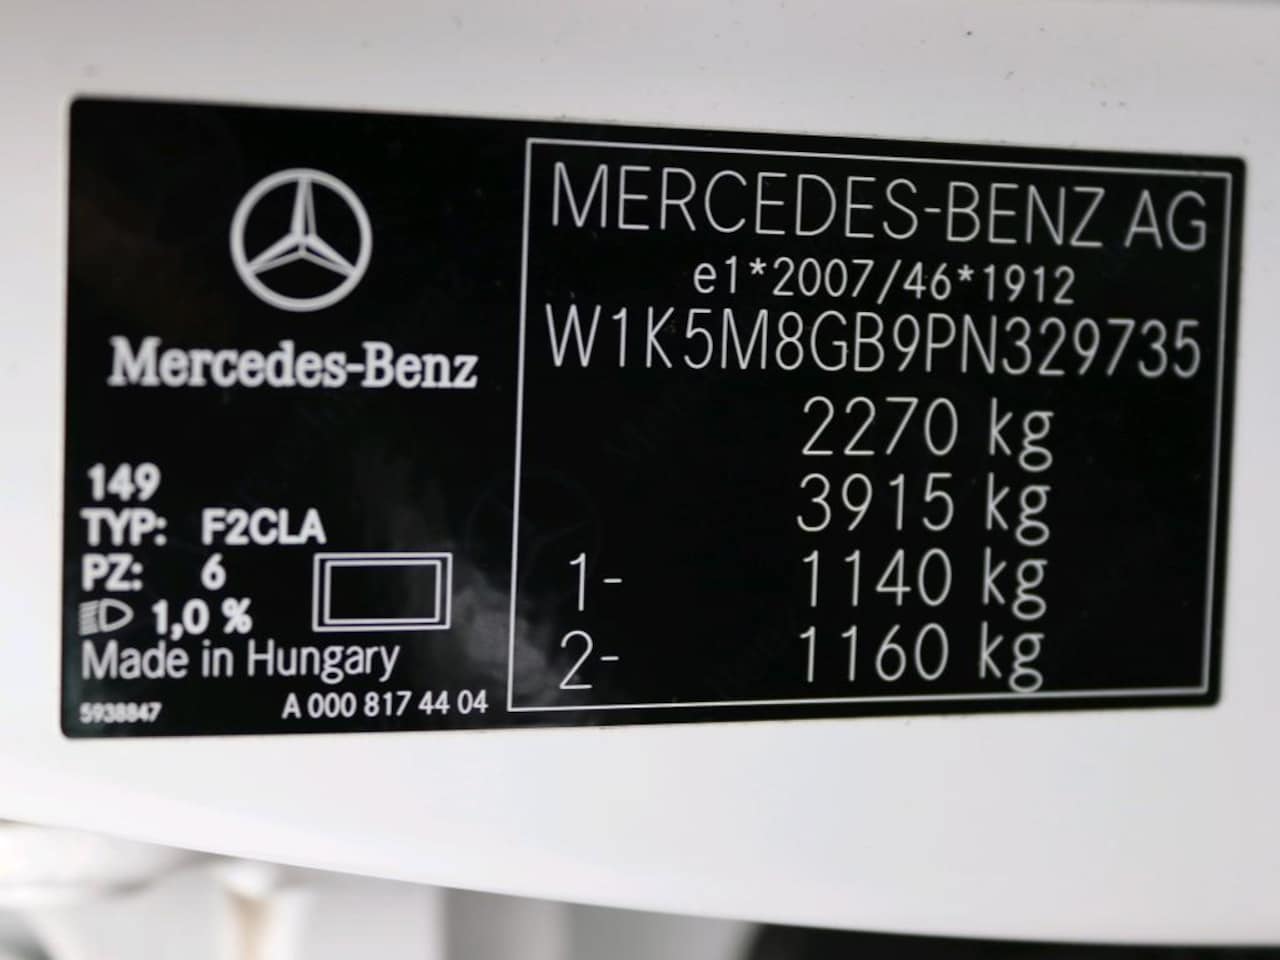 Mercedes-Benz
149
TYP: F2CLA
PZ: 6
1,0 %
Made in Hungary
5938847
A 000 817 44 04
MERCEDES-BENZ AG
e1*2007/46*1912
W1K5M8GB9PN329735
2270 kg
3915 kg
1- 1140 kg
2- 1160 kg